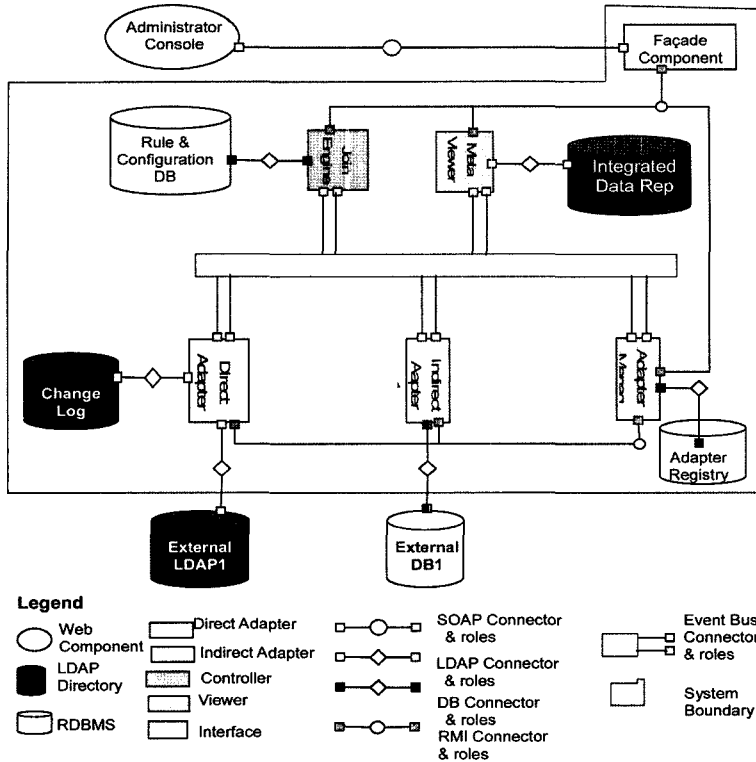 Administrator
Console
Façade
Component
Rule &
Configuration
DB
Join
Engine
Meta
Viewer
Integrated
Data Rep
Change
Log
Direct
Adapter
Indirect
Adapter
Adapter
Adapter
Registry
External
LDAP1
External
DB1
Legend
Web
Component
LDAP
Directory
RDBMS
Direct Adapter
Indirect Adapter
Controller
Viewer
Interface
SOAP Connector
& roles
LDAP Connector
& roles
DB Connector
& roles
RMI Connector
& roles
Event Bus
Connector
& roles
System
Boundary